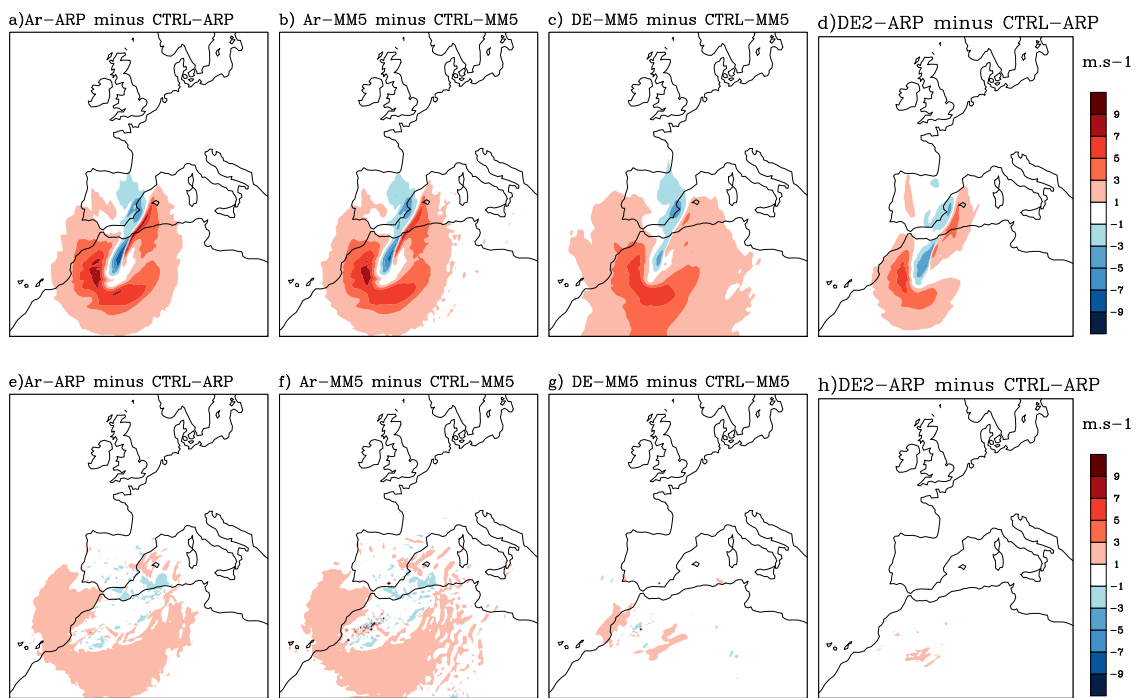 a)Ar-ARP minus CTRL-ARP
b) Ar-MM5 minus CTRL-MM5
c) DE-MM5 minus CTRL-MM5
d)DE2-ARP minus CTRL-ARP
m.s-1
9
7
5
3
1
-1
-3
-5
-7
-9
e)Ar-ARP minus CTRL-ARP
f) Ar-MM5 minus CTRL-MM5
g) DE-MM5 minus CTRL-MM5
h)DE2-ARP minus CTRL-ARP
m.s-1
9
7
5
3
1
-1
-3
-5
-7
-9